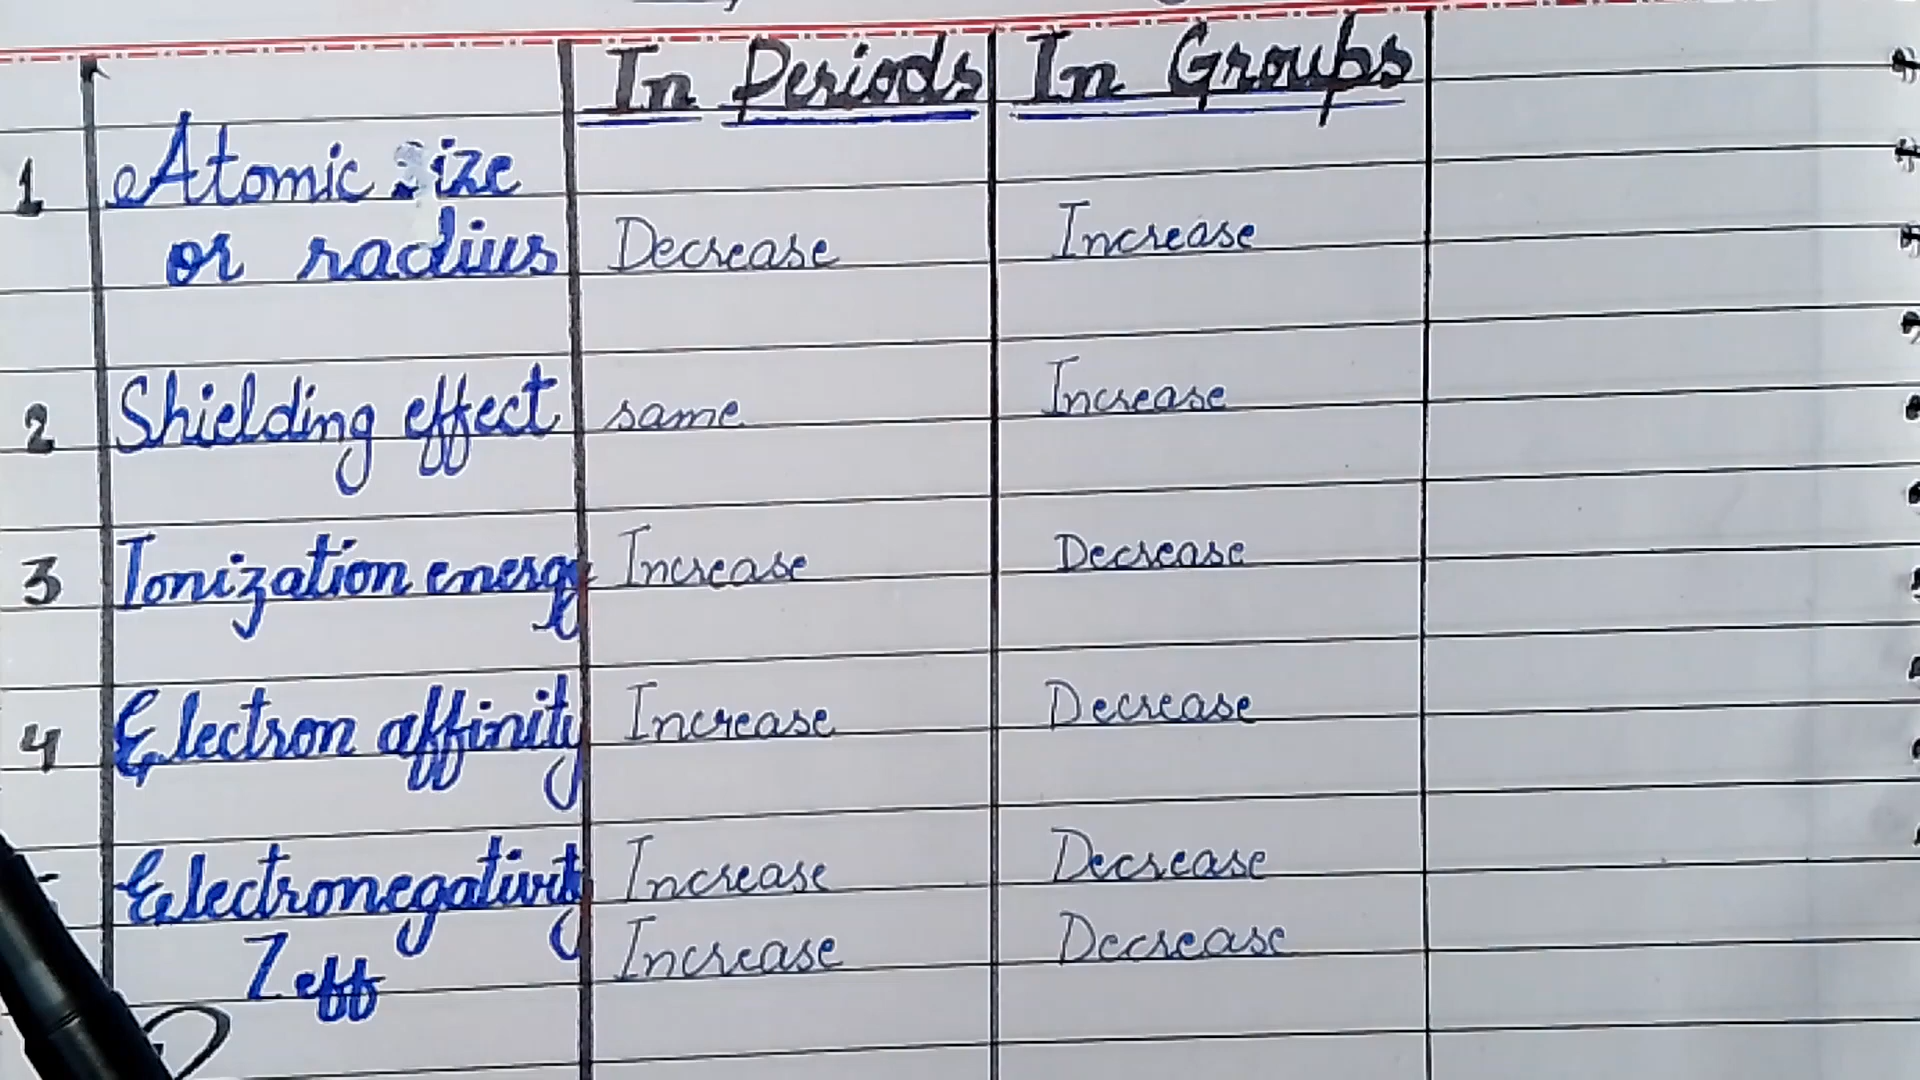 In Periods In Groups
1 Atomic size
or radius Decrease Increase
2 Shielding effect same Increase
3 Ionization energy Increase Decrease
4 Electron affinity Increase Decrease
Electronegativity Increase Decrease
Zeff Increase Decrease